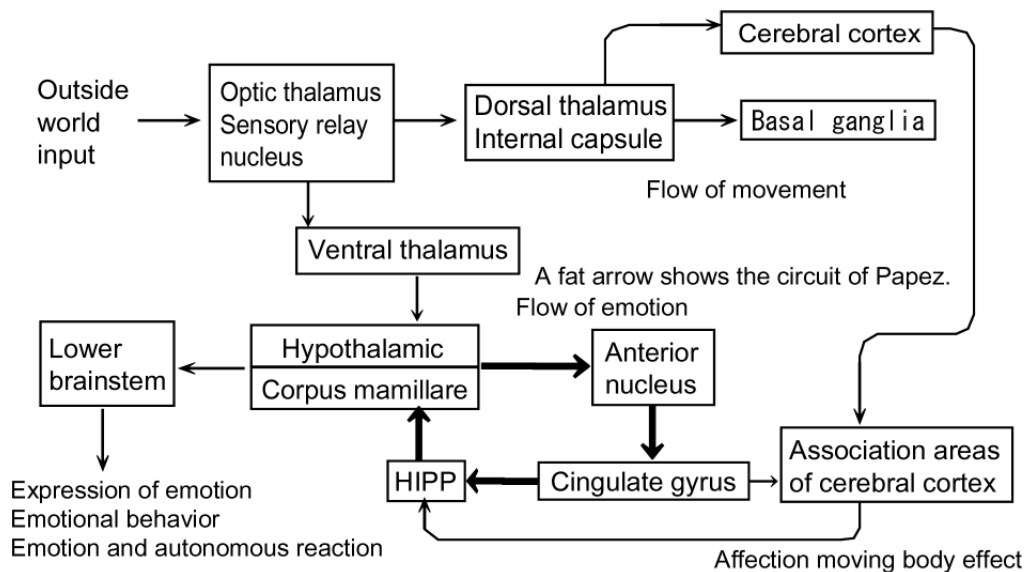 Cerebral cortex
Outside
world
input
Optic thalamus
Sensory relay
nucleus
Dorsal thalamus
Internal capsule
Basal ganglia
Flow of movement
Ventral thalamus
A fat arrow shows the circuit of Papez.
Flow of emotion
Lower
brainstem
Hypothalamic
Corpus mamillare
Anterior
nucleus
HIPP
Cingulate gyrus
Association areas
of cerebral cortex
Expression of emotion
Emotional behavior
Emotion and autonomous reaction
Affection moving body effect